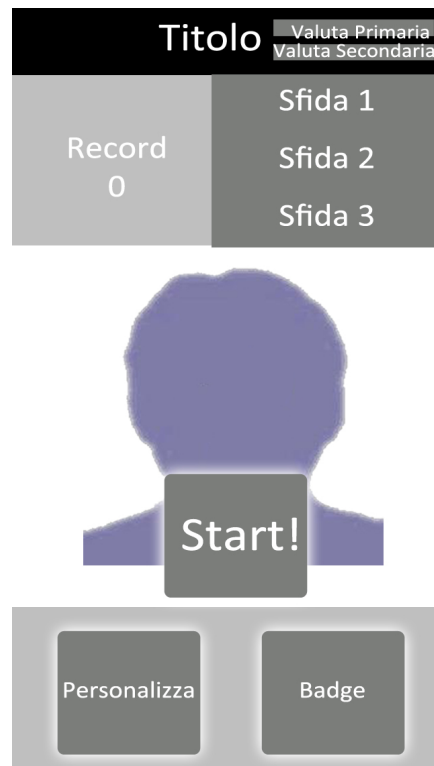 Titolo
Valuta Primaria
Valuta Secondaria
Record
0
Sfida 1
Sfida 2
Sfida 3
Start!
Personalizza
Badge